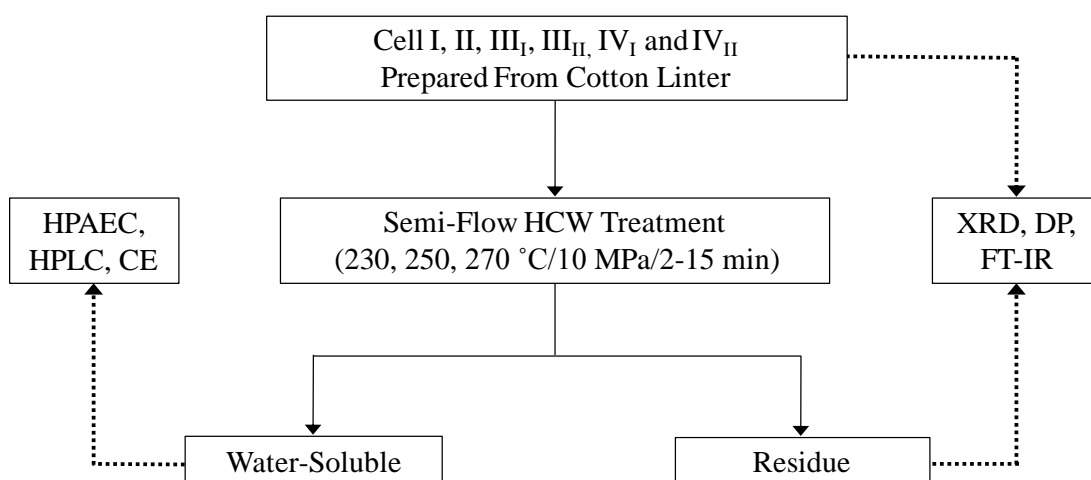 Cell I, II, III_I, III_II, IV_I and IV_II
Prepared From Cotton Linter
HPAEC,
HPLC, CE
Semi-Flow HCW Treatment
(230, 250, 270 ˚C/10 MPa/2-15 min)
XRD, DP,
FT-IR
Water-Soluble
Residue